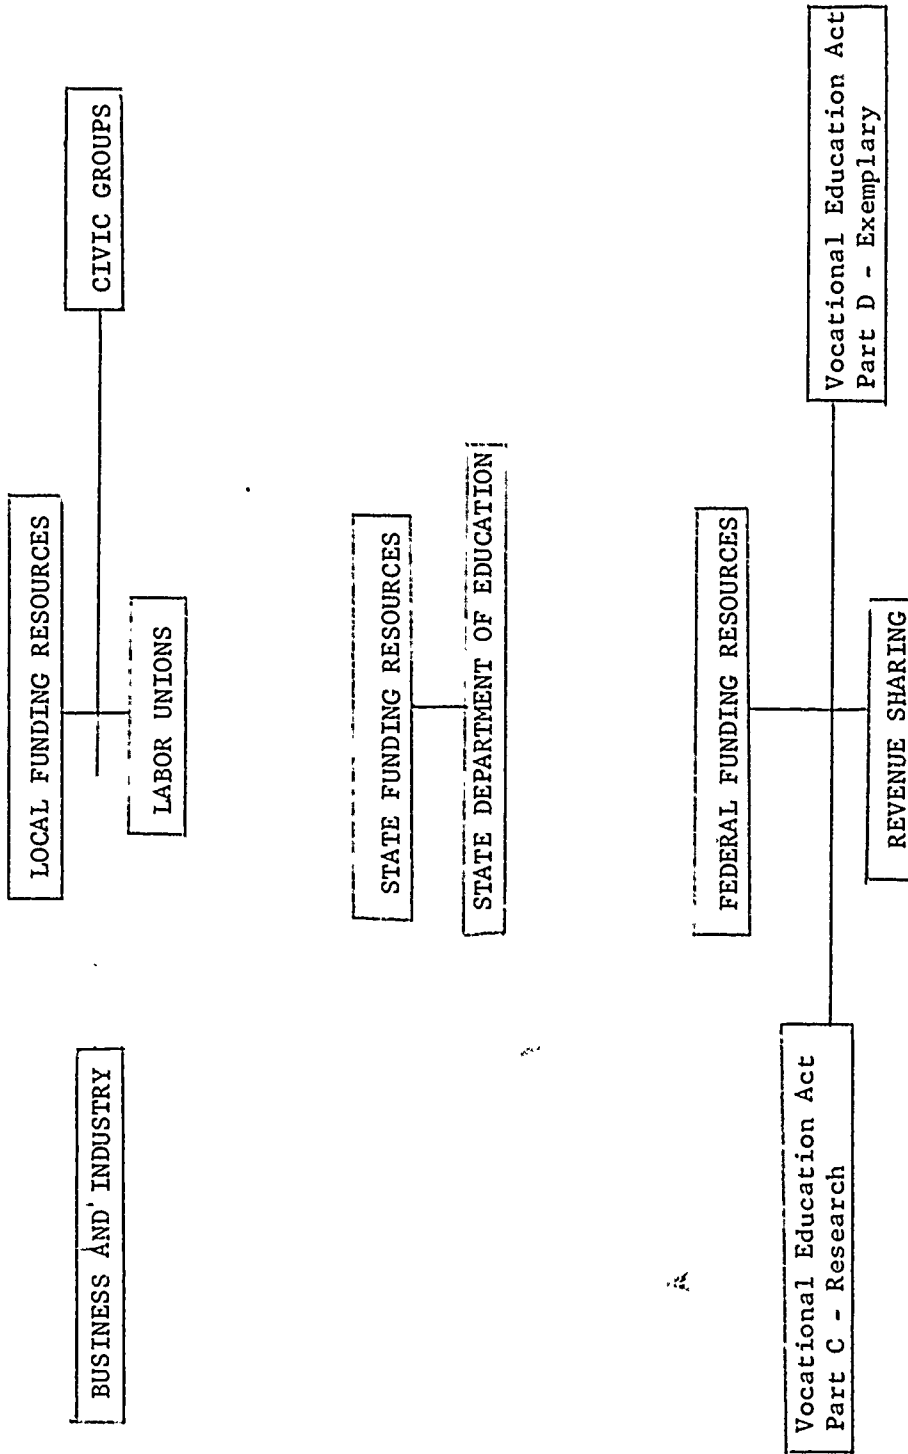 LOCAL FUNDING RESOURCES
BUSINESS AND INDUSTRY
LABOR UNIONS
CIVIC GROUPS
STATE FUNDING RESOURCES
STATE DEPARTMENT OF EDUCATION
FEDERAL FUNDING RESOURCES
Vocational Education Act
Part C - Research
REVENUE SHARING
Vocational Education Act
Part D - Exemplary